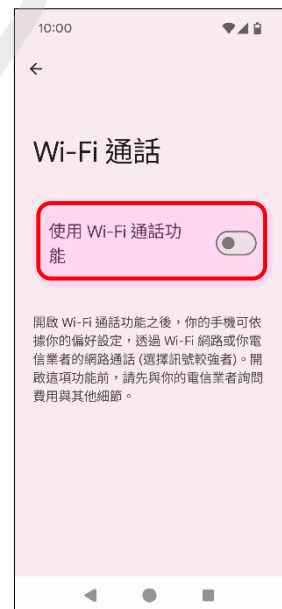 10:00
Wi-Fi 通話
使用 Wi-Fi 通話功
能
開啟 Wi-Fi 通話功能之後，你的手機可依
據你的偏好設定，透過 Wi-Fi 網路或你電
信業者的網路通話 (選擇訊號較強者)。開
啟這項功能前，請先與你的電信業者詢問
費用與其他細節。